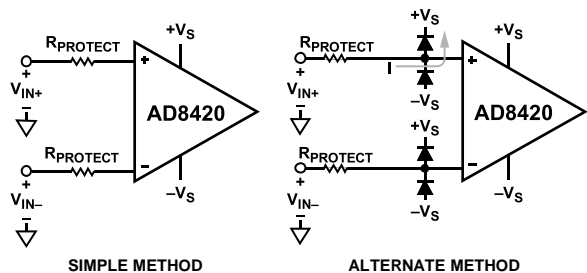 +VS
RPROTECT
+
VIN+
–
+
AD8420
–
RPROTECT
+
VIN–
–
–VS
SIMPLE METHOD
+VS
RPROTECT
I
+
VIN+
–
–VS
+VS
RPROTECT
+
VIN–
–
–VS
+VS
+
AD8420
–
–VS
ALTERNATE METHOD